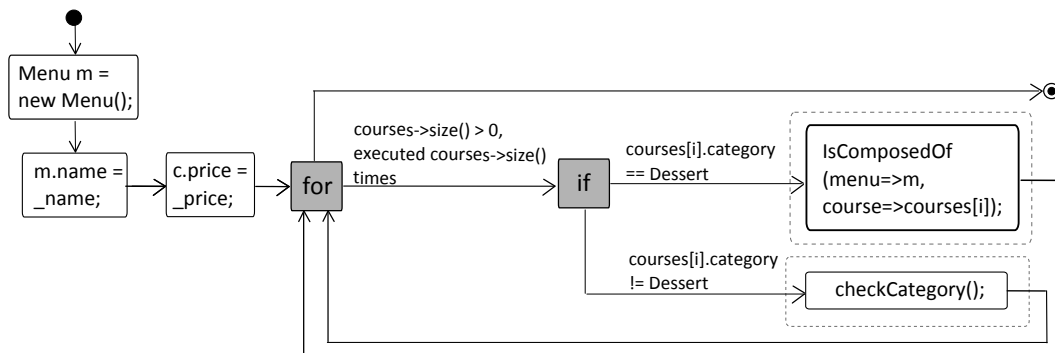 Menu m =
new Menu();
m.name =
_name;
c.price =
_price;
for
courses->size() > 0,
executed courses->size()
times
if
courses[i].category
== Dessert
IsComposedOf
(menu=>m,
course=>courses[i]);
courses[i].category
!= Dessert
checkCategory();